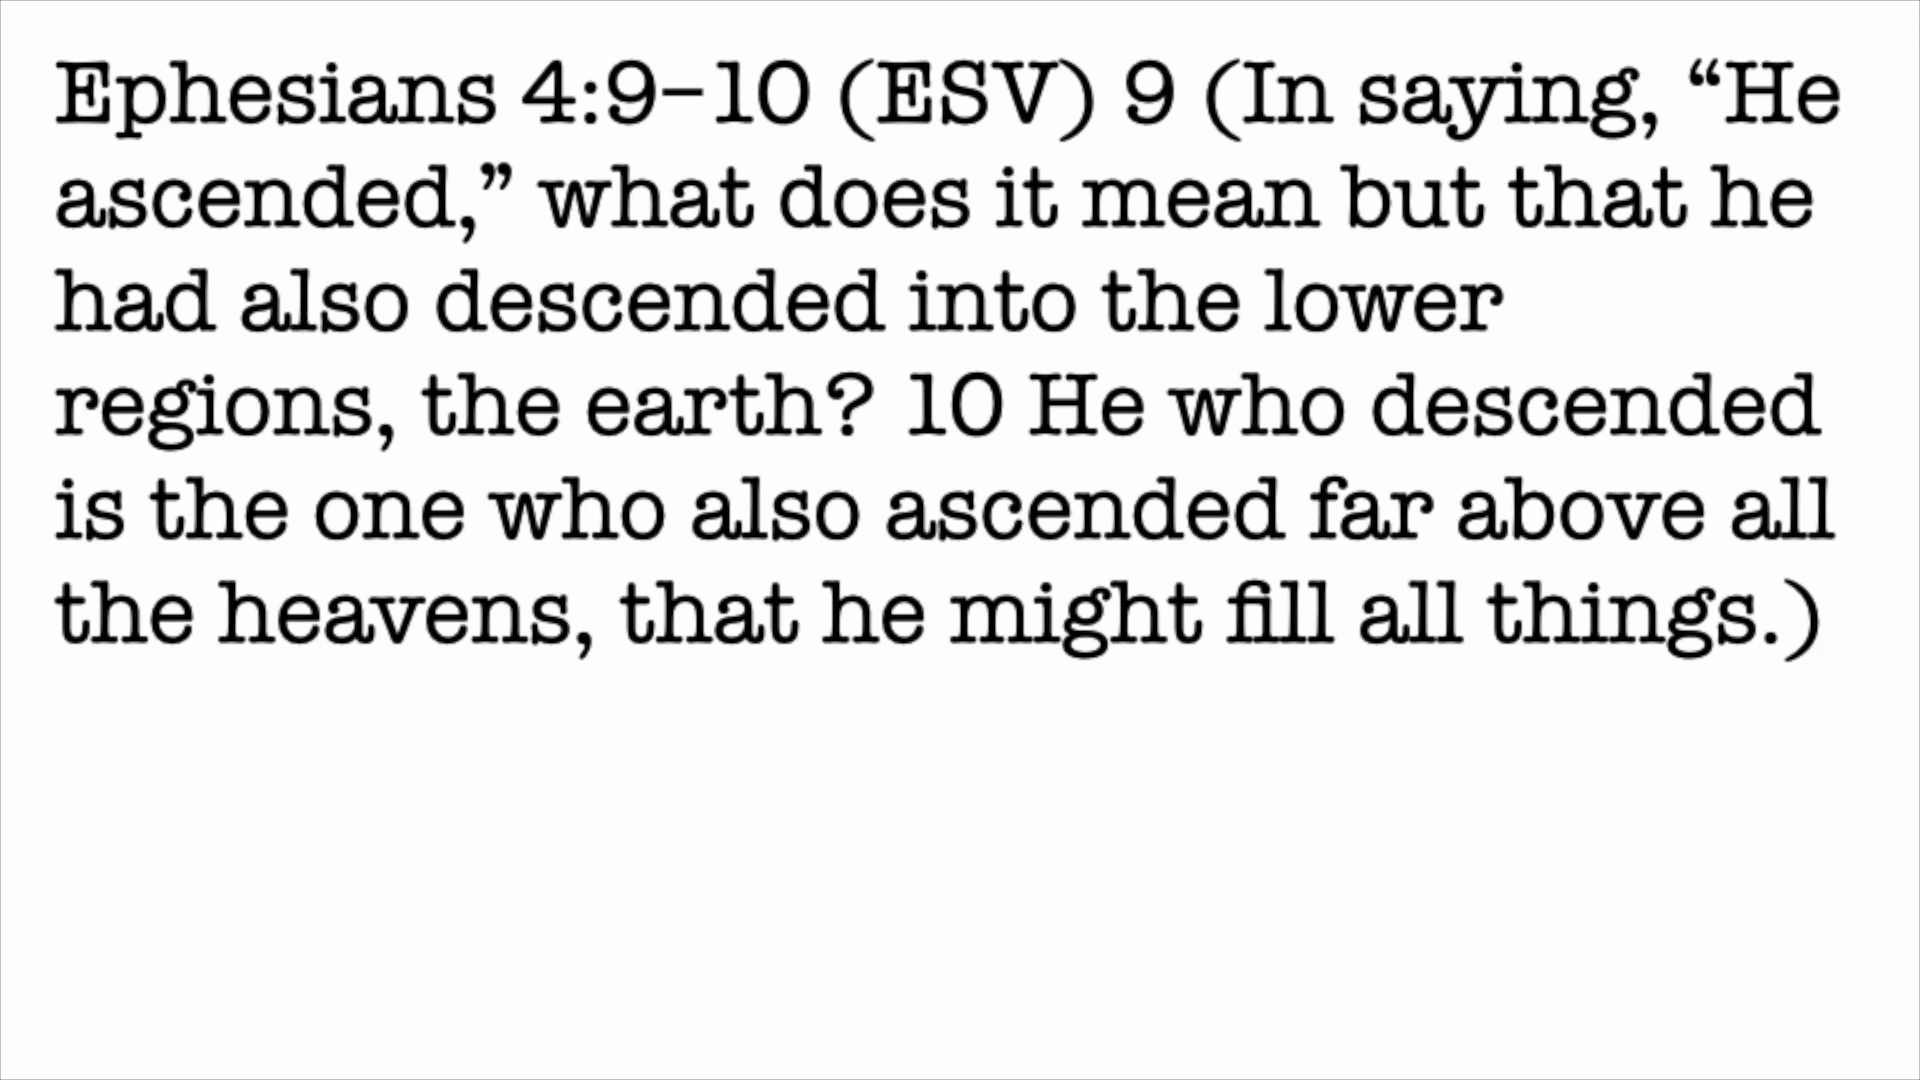 Ephesians 4:9–10 (ESV) 9 (In saying, “He
ascended,” what does it mean but that he
had also descended into the lower
regions, the earth? 10 He who descended
is the one who also ascended far above all
the heavens, that he might fill all things.)